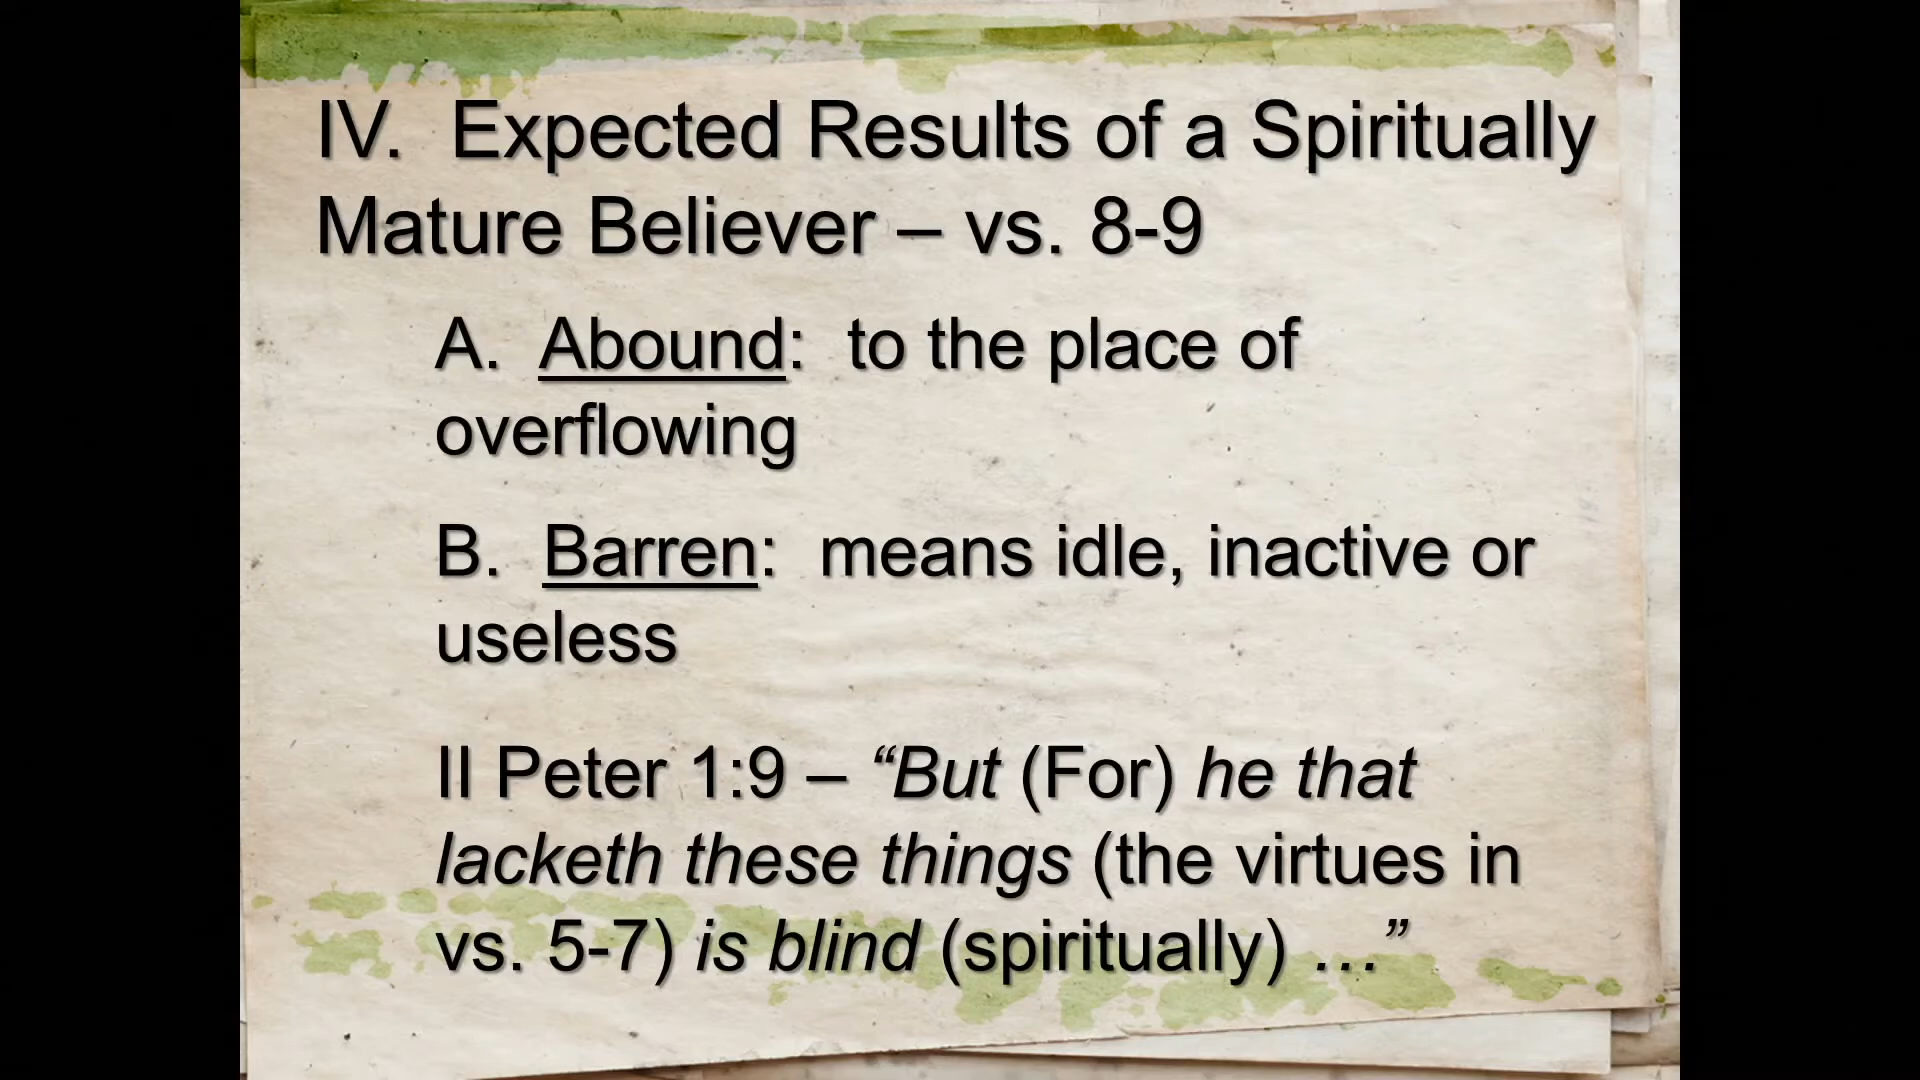 IV.  Expected Results of a Spiritually
Mature Believer – vs. 8-9
A.  Abound:  to the place of
overflowing
B.  Barren:  means idle, inactive or
useless
II Peter 1:9 – “But (For) he that
lacketh these things (the virtues in
vs. 5-7) is blind (spiritually) …”